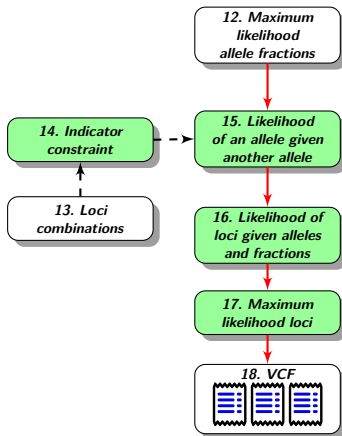 12. Maximum
likelihood
allele fractions
14. Indicator
constraint
15. Likelihood
of an allele given
another allele
13. Loci
combinations
16. Likelihood of
loci given alleles
and fractions
17. Maximum
likelihood loci
18. VCF